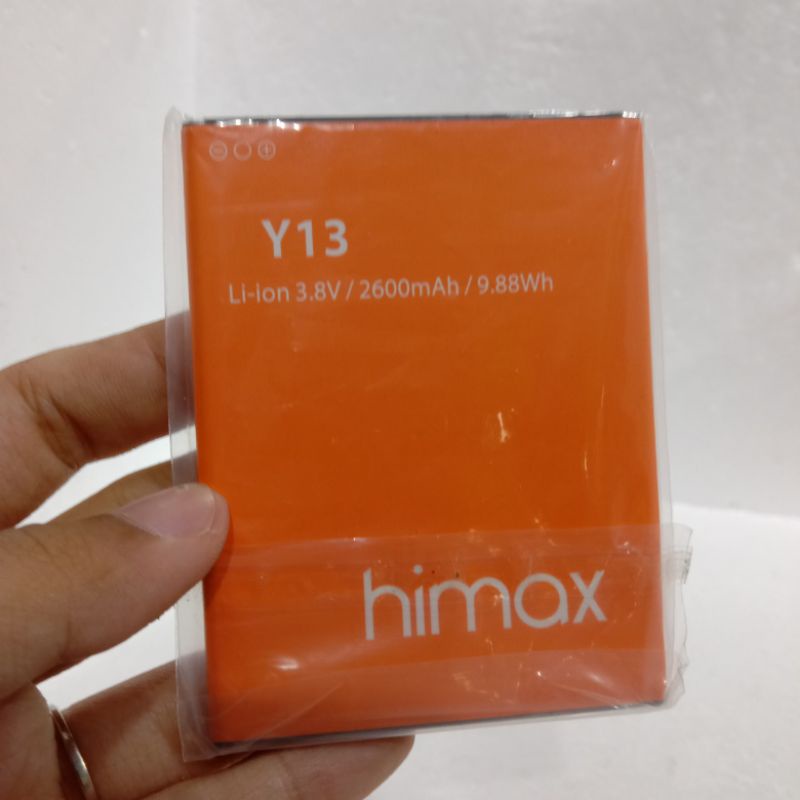 Y13
Li-ion 3.8V / 2600mAh / 9.88Wh
himax